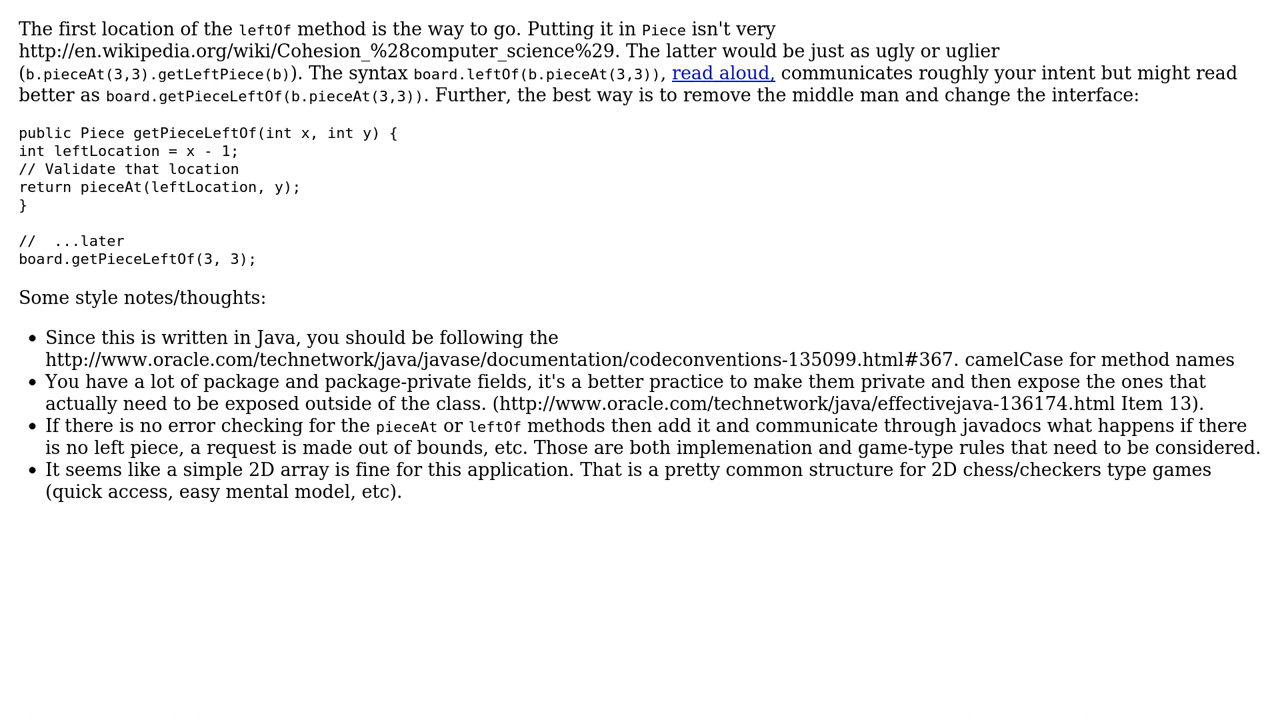 The first location of the leftOf method is the way to go. Putting it in Piece isn't very
http://en.wikipedia.org/wiki/Cohesion_%28computer_science%29. The latter would be just as ugly or uglier
(b.pieceAt(3,3).getLeftPiece(b)). The syntax board.leftOf(b.pieceAt(3,3)), read aloud, communicates roughly your intent but might read
better as board.getPieceLeftOf(b.pieceAt(3,3)). Further, the best way is to remove the middle man and change the interface:
public Piece getPieceLeftOf(int x, int y) {
int leftLocation = x - 1;
// Validate that location
return pieceAt(leftLocation, y);
}
//  ...later
board.getPieceLeftOf(3, 3);
Some style notes/thoughts:
• Since this is written in Java, you should be following the
http://www.oracle.com/technetwork/java/javase/documentation/codeconventions-135099.html#367. camelCase for method names
• You have a lot of package and package-private fields, it's a better practice to make them private and then expose the ones that
actually need to be exposed outside of the class. (http://www.oracle.com/technetwork/java/effectivejava-136174.html Item 13).
• If there is no error checking for the pieceAt or leftOf methods then add it and communicate through javadocs what happens if there
is no left piece, a request is made out of bounds, etc. Those are both implemenation and game-type rules that need to be considered.
• It seems like a simple 2D array is fine for this application. That is a pretty common structure for 2D chess/checkers type games
(quick access, easy mental model, etc).